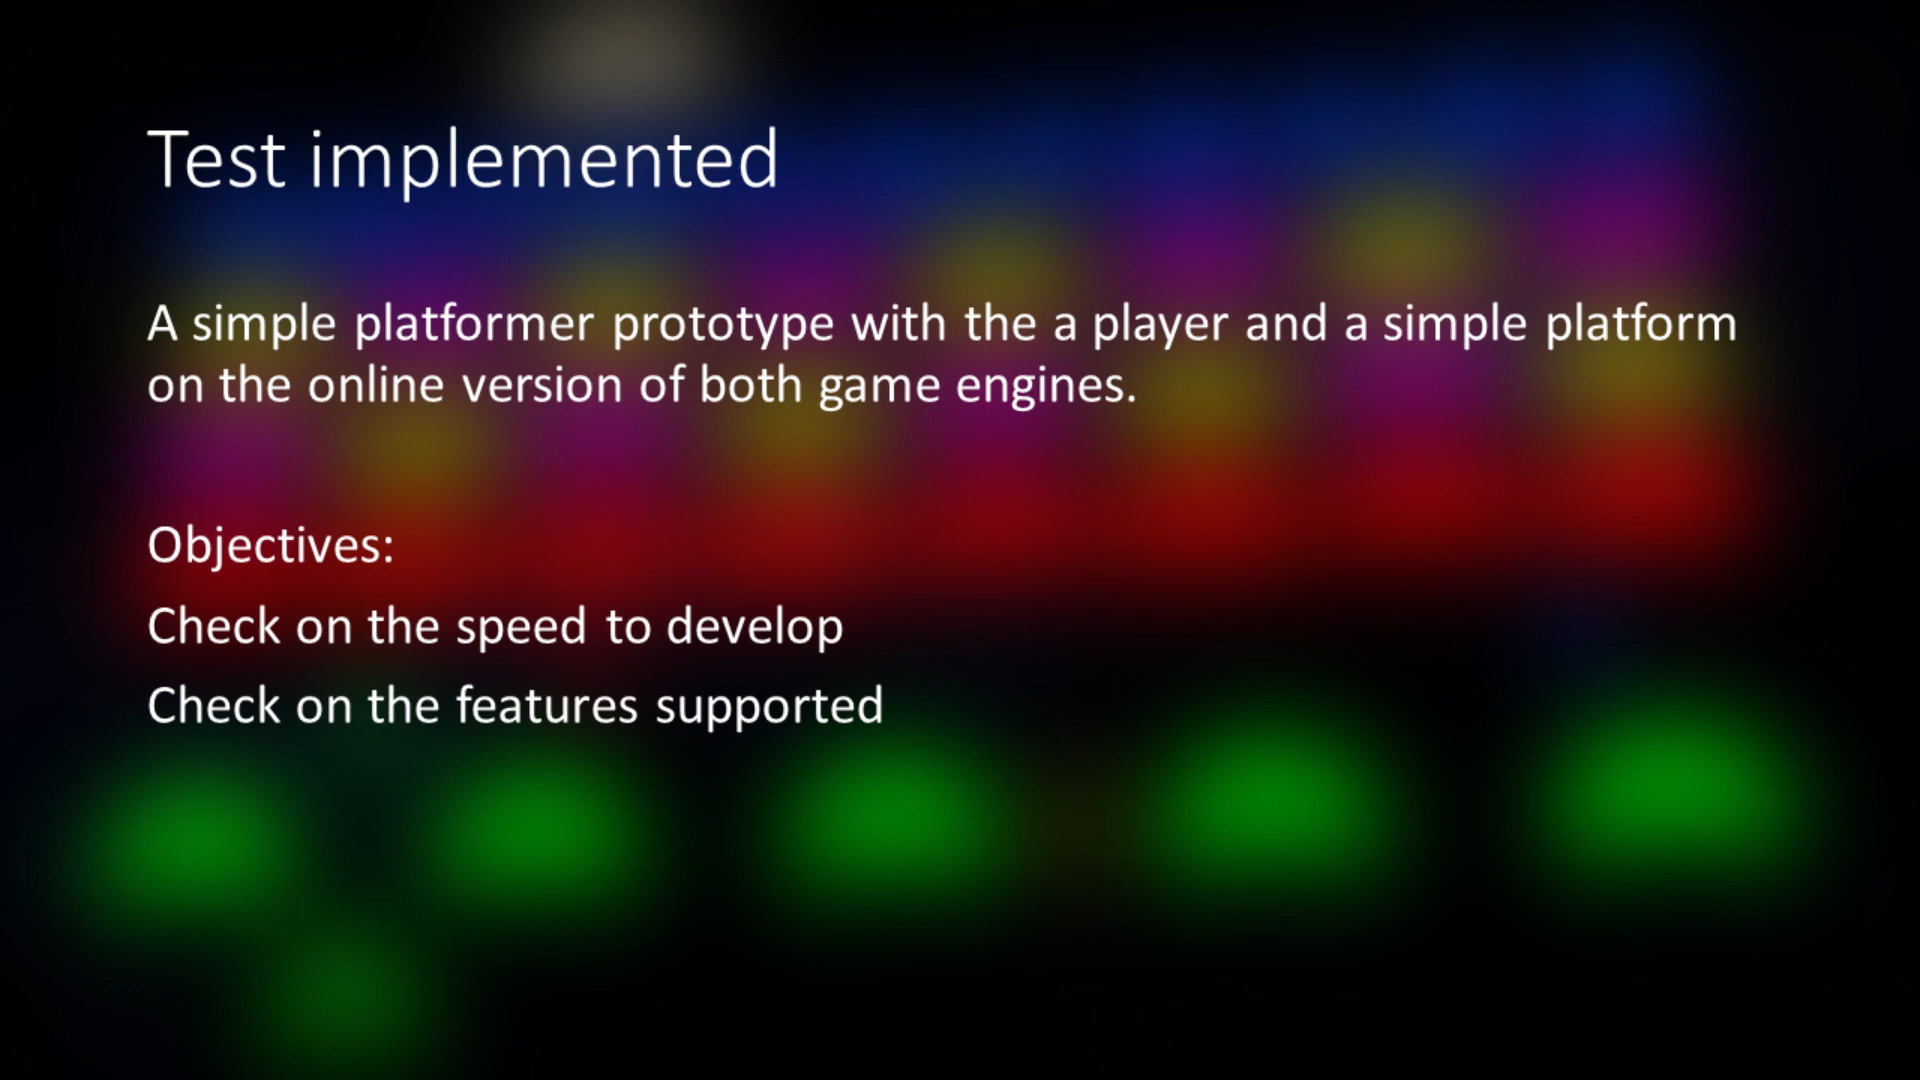 Test implemented
A simple platformer prototype with the a player and a simple platform
on the online version of both game engines.
Objectives:
Check on the speed to develop
Check on the features supported